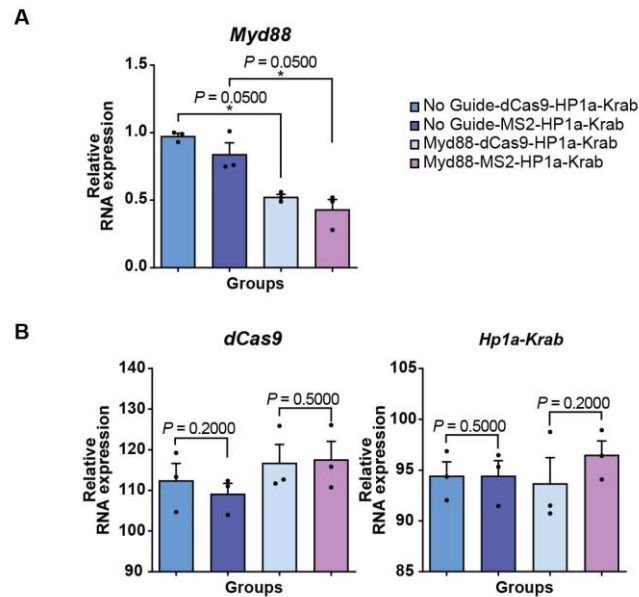 A
Myd88
P = 0.0500
*
P = 0.0500
*
1.5
1.0
0.5
0.0
Relative
RNA expression
Groups
No Guide-dCas9-HP1a-Krab
No Guide-MS2-HP1a-Krab
Myd88-dCas9-HP1a-Krab
Myd88-MS2-HP1a-Krab
B
dCas9
P = 0.2000
P = 0.5000
140
130
120
110
100
90
Relative
RNA expression
Groups
Hp1a-Krab
P = 0.5000
P = 0.2000
105
100
95
90
85
Relative
RNA expression
Groups